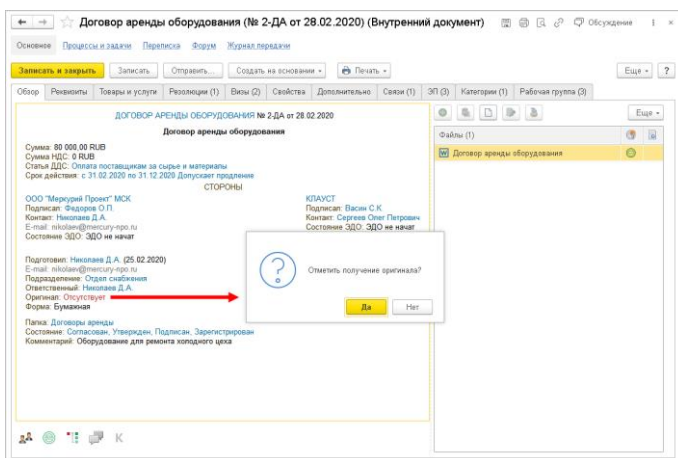 Договор аренды оборудования (№ 2-ДА от 28.02.2020) (Внутренний документ)
Обсуждение
Основное Процессы и задачи Переписка Форум Журнал передачи
Записать и закрыть Записать Отправить... Создать на основании Печать Еще ?
Обзор Реквизиты Товары и услуги Резолюции (1) Визы (2) Свойства Дополнительно Связи (1) ЭП (3) Категории (1) Рабочая группа (3)
ДОГОВОР АРЕНДЫ ОБОРУДОВАНИЯ № 2-ДА от 28.02.2020
Еще
Договор аренды оборудования
Файлы (1)
Сумма: 80 000,00 RUB
Договор аренды оборудования
Сумма НДС: 0 RUB
Статья ДДС: Оплата поставщикам за сырье и материалы
Срок действия: с 31.02.2020 по 31.12.2020 Допускает продление
СТОРОНЫ
ООО "Меркурий Проект" МСК КЛАУСТ
Подписал: Федоров О.П. Подписал: Васин С.К.
Контакт: Николаев Д.А. Контакт: Сергеев Олег Петрович
E-mail: nikolaev@mercury-npo.ru Состояние ЭДО: ЭДО не начат
Состояние ЭДО: ЭДО не начат
Подготовил: Николаев Д.А. (25.02.2020)
E-mail: nikolaev@mercury-npo.ru
Подразделение: Отдел снабжения
Ответственный: Николаев Д.А.
Оригинал: Отсутствует
Форма: Бумажная
Отметить получение оригинала?
Да Нет
Папка: Договоры аренды
Состояние: Согласован, Утвержден, Подписан, Зарегистрирован
Комментарий: Оборудование для ремонта холодного цеха
К